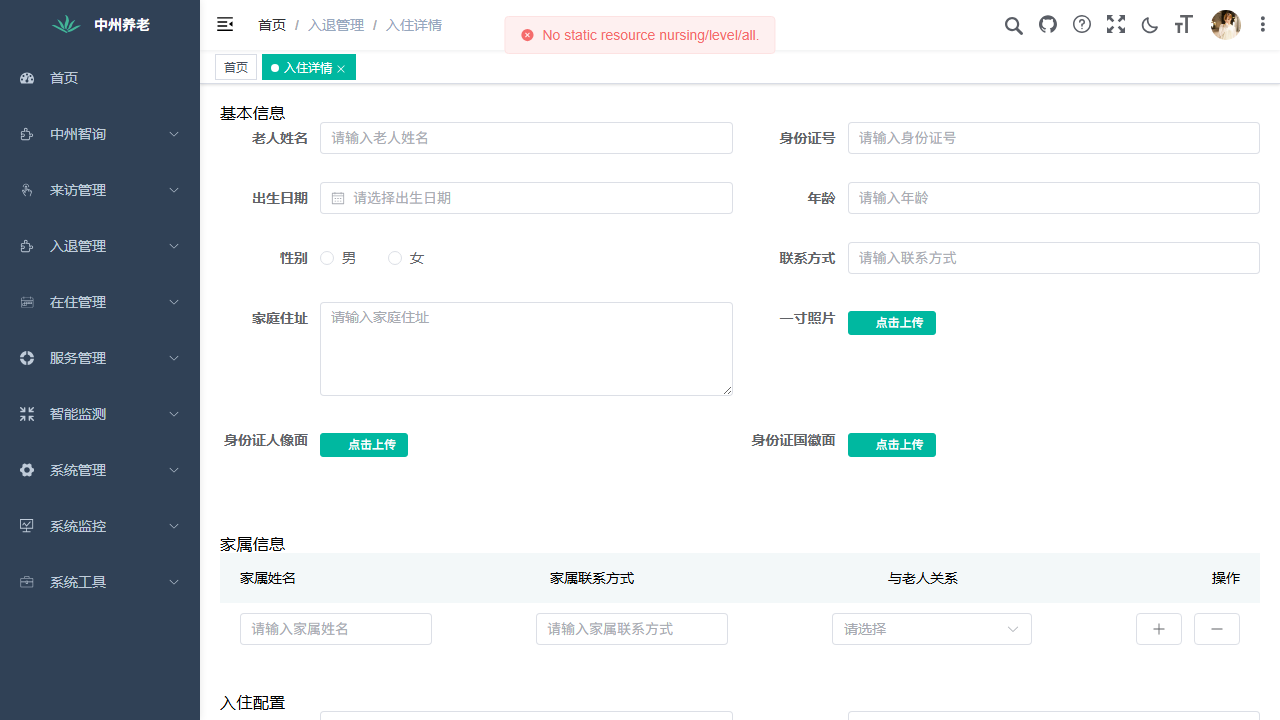 中州养老
首页 / 入退管理 / 入住详情
No static resource nursing/level/all.
首页
入住详情
首页
中州智询
来访管理
入退管理
在住管理
服务管理
智能监测
系统管理
系统监控
系统工具
基本信息
老人姓名 请输入老人姓名
身份证号 请输入身份证号
出生日期 请选择出生日期
年龄 请输入年龄
性别 男 女
联系方式 请输入联系方式
家庭住址 请输入家庭住址
一寸照片 点击上传
身份证人像面 点击上传
身份证国徽面 点击上传
家属信息
家属姓名 家属联系方式 与老人关系 操作
请输入家属姓名 请输入家属联系方式 请选择
入住配置